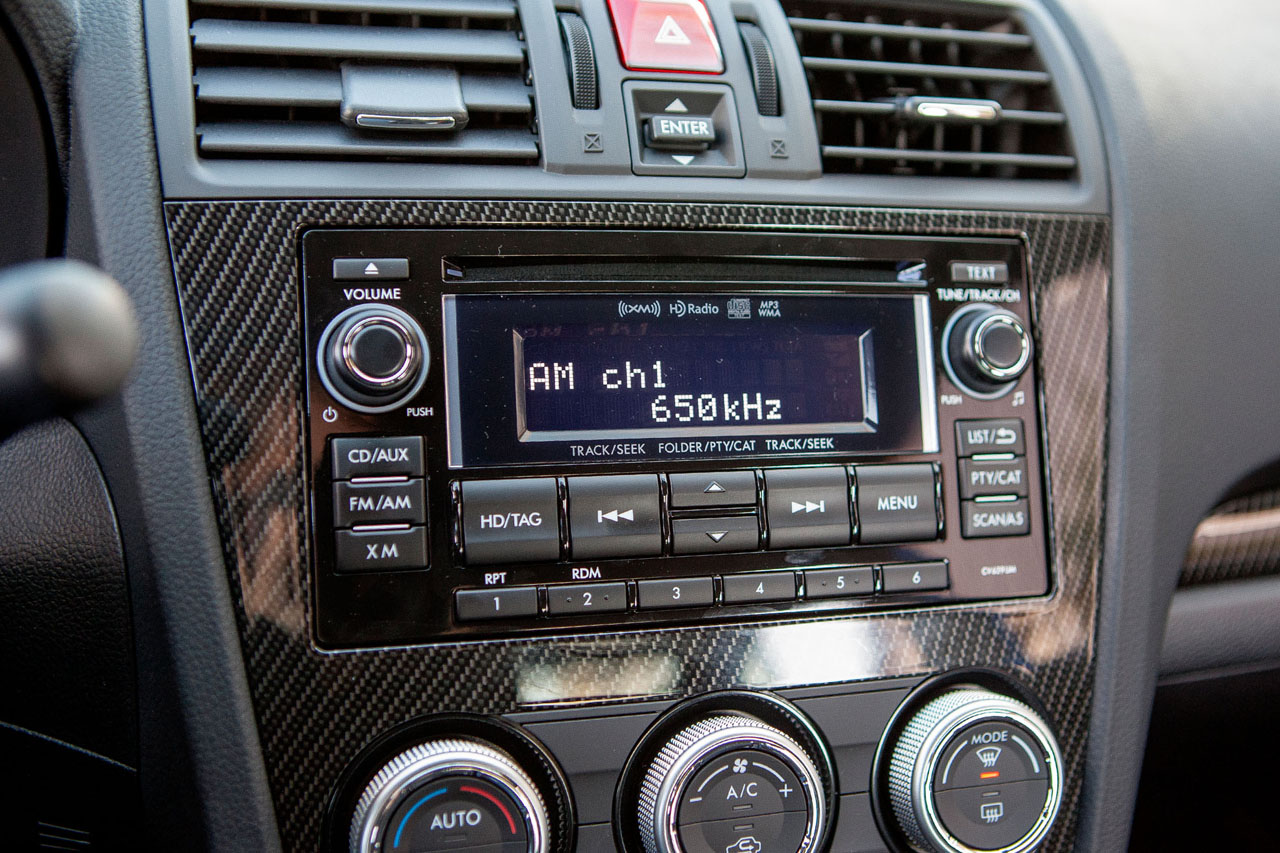 ENTER
TEXT
VOLUME
TUNE/TRACK/CH
((XM)) HD Radio MP3
WMA
AM ch1
650kHz
PUSH
PUSH
TRACK/SEEK FOLDER/PTY/CAT TRACK/SEEK
CD/AUX
LIST/
FM/AM
PTY/CAT
HD/TAG
MENU
SCAN/AS
XM
RPT RDM
1 2 3 4 5 6
MODE
A/C
- +
AUTO